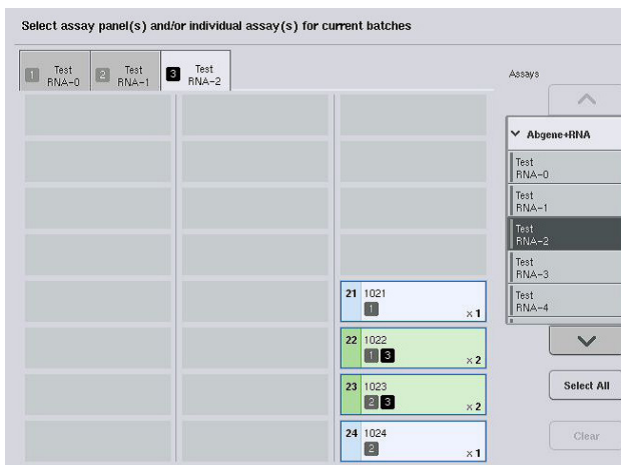 Select assay panel(s) and/or individual assay(s) for current batches
1 Test RNA-0
2 Test RNA-1
3 Test RNA-2
Assays
Abgene+RNA
Test
RNA-0
Test
RNA-1
Test
RNA-2
Test
RNA-3
Test
RNA-4
21 1021
1
x 1
22 1022
1 3
x 2
23 1023
2 3
x 2
24 1024
2
x 1
Select All
Clear